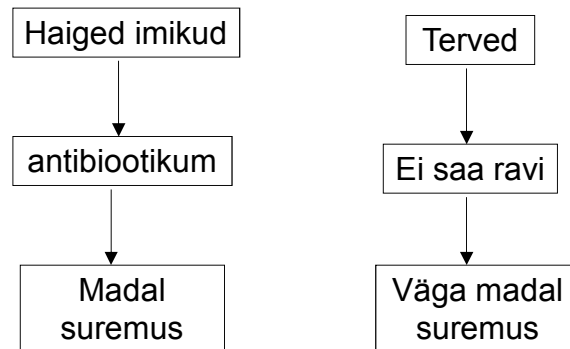 Haiged imikud
antibiootikum
Madal
suremus
Terved
Ei saa ravi
Väga madal
suremus